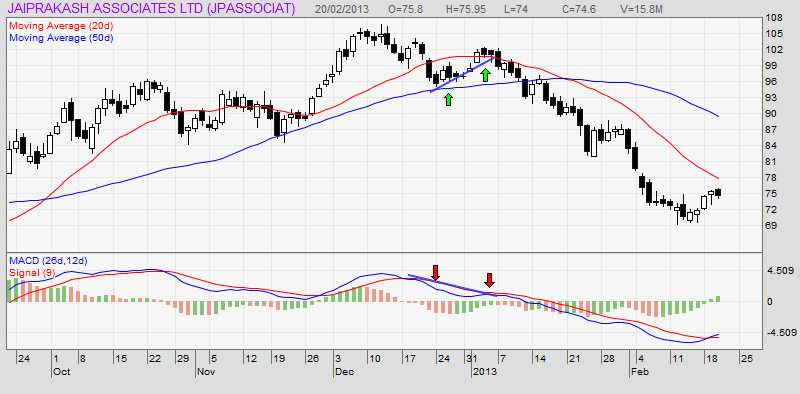 JAIPRAKASH ASSOCIATES LTD (JPASSOCIAT) 20/02/2013 O=75.8 H=75.95 L=74 C=74.6 V=15.8M
Moving Average (20d)
Moving Average (50d)
108
105
102
99
96
93
90
87
84
81
78
75
72
69
MACD (26d,12d)
Signal (9)
4.509
0
-4.509
24 1 8 15 22 29 5 12 19 26 3 10 17 24 31 7 14 21 28 4 11 18 25
Oct Nov Dec 2013 Feb